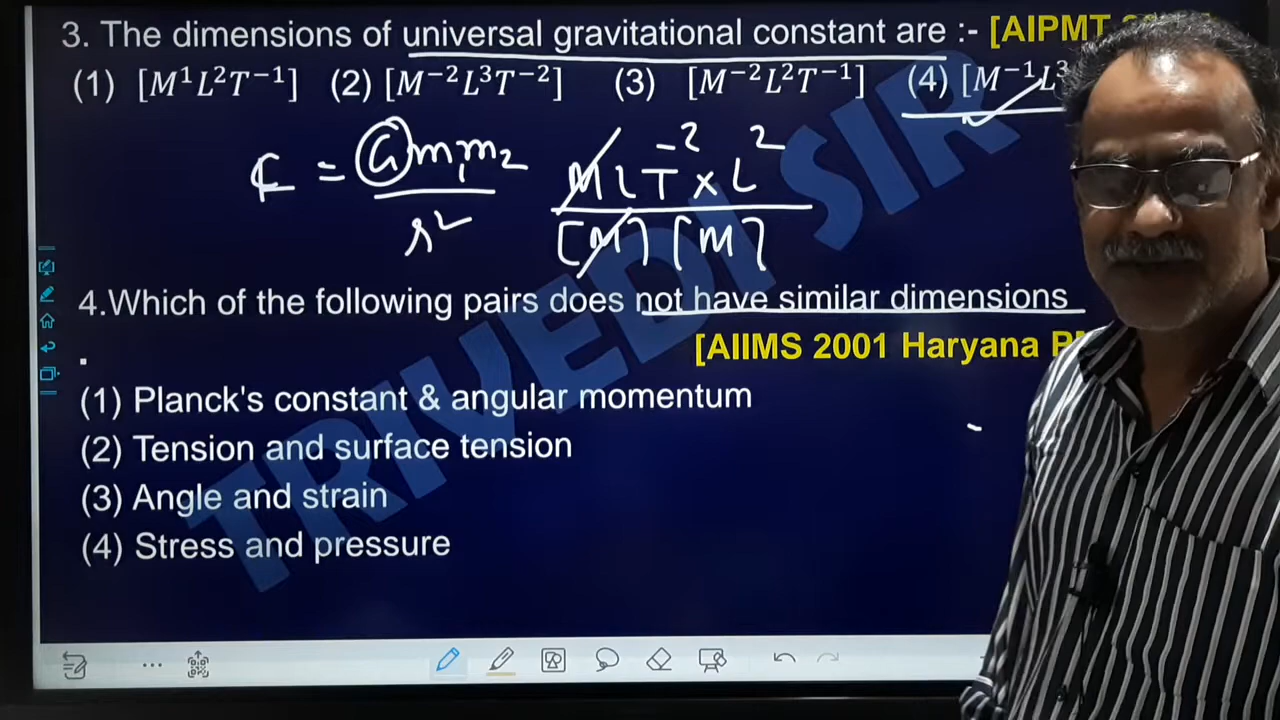 3. The dimensions of universal gravitational constant are :- [AIPMT
(1) [M¹L²T⁻¹] (2) [M⁻²L³T⁻²] (3) [M⁻²L²T⁻¹] (4) [M⁻¹L³
F = Gm₁m₂ / r² MLT⁻² × L² / [M] [M]
4.Which of the following pairs does not have similar dimensions
. [AIIMS 2001 Haryana
(1) Planck's constant & angular momentum
(2) Tension and surface tension
(3) Angle and strain
(4) Stress and pressure
TRIVEDI SIR